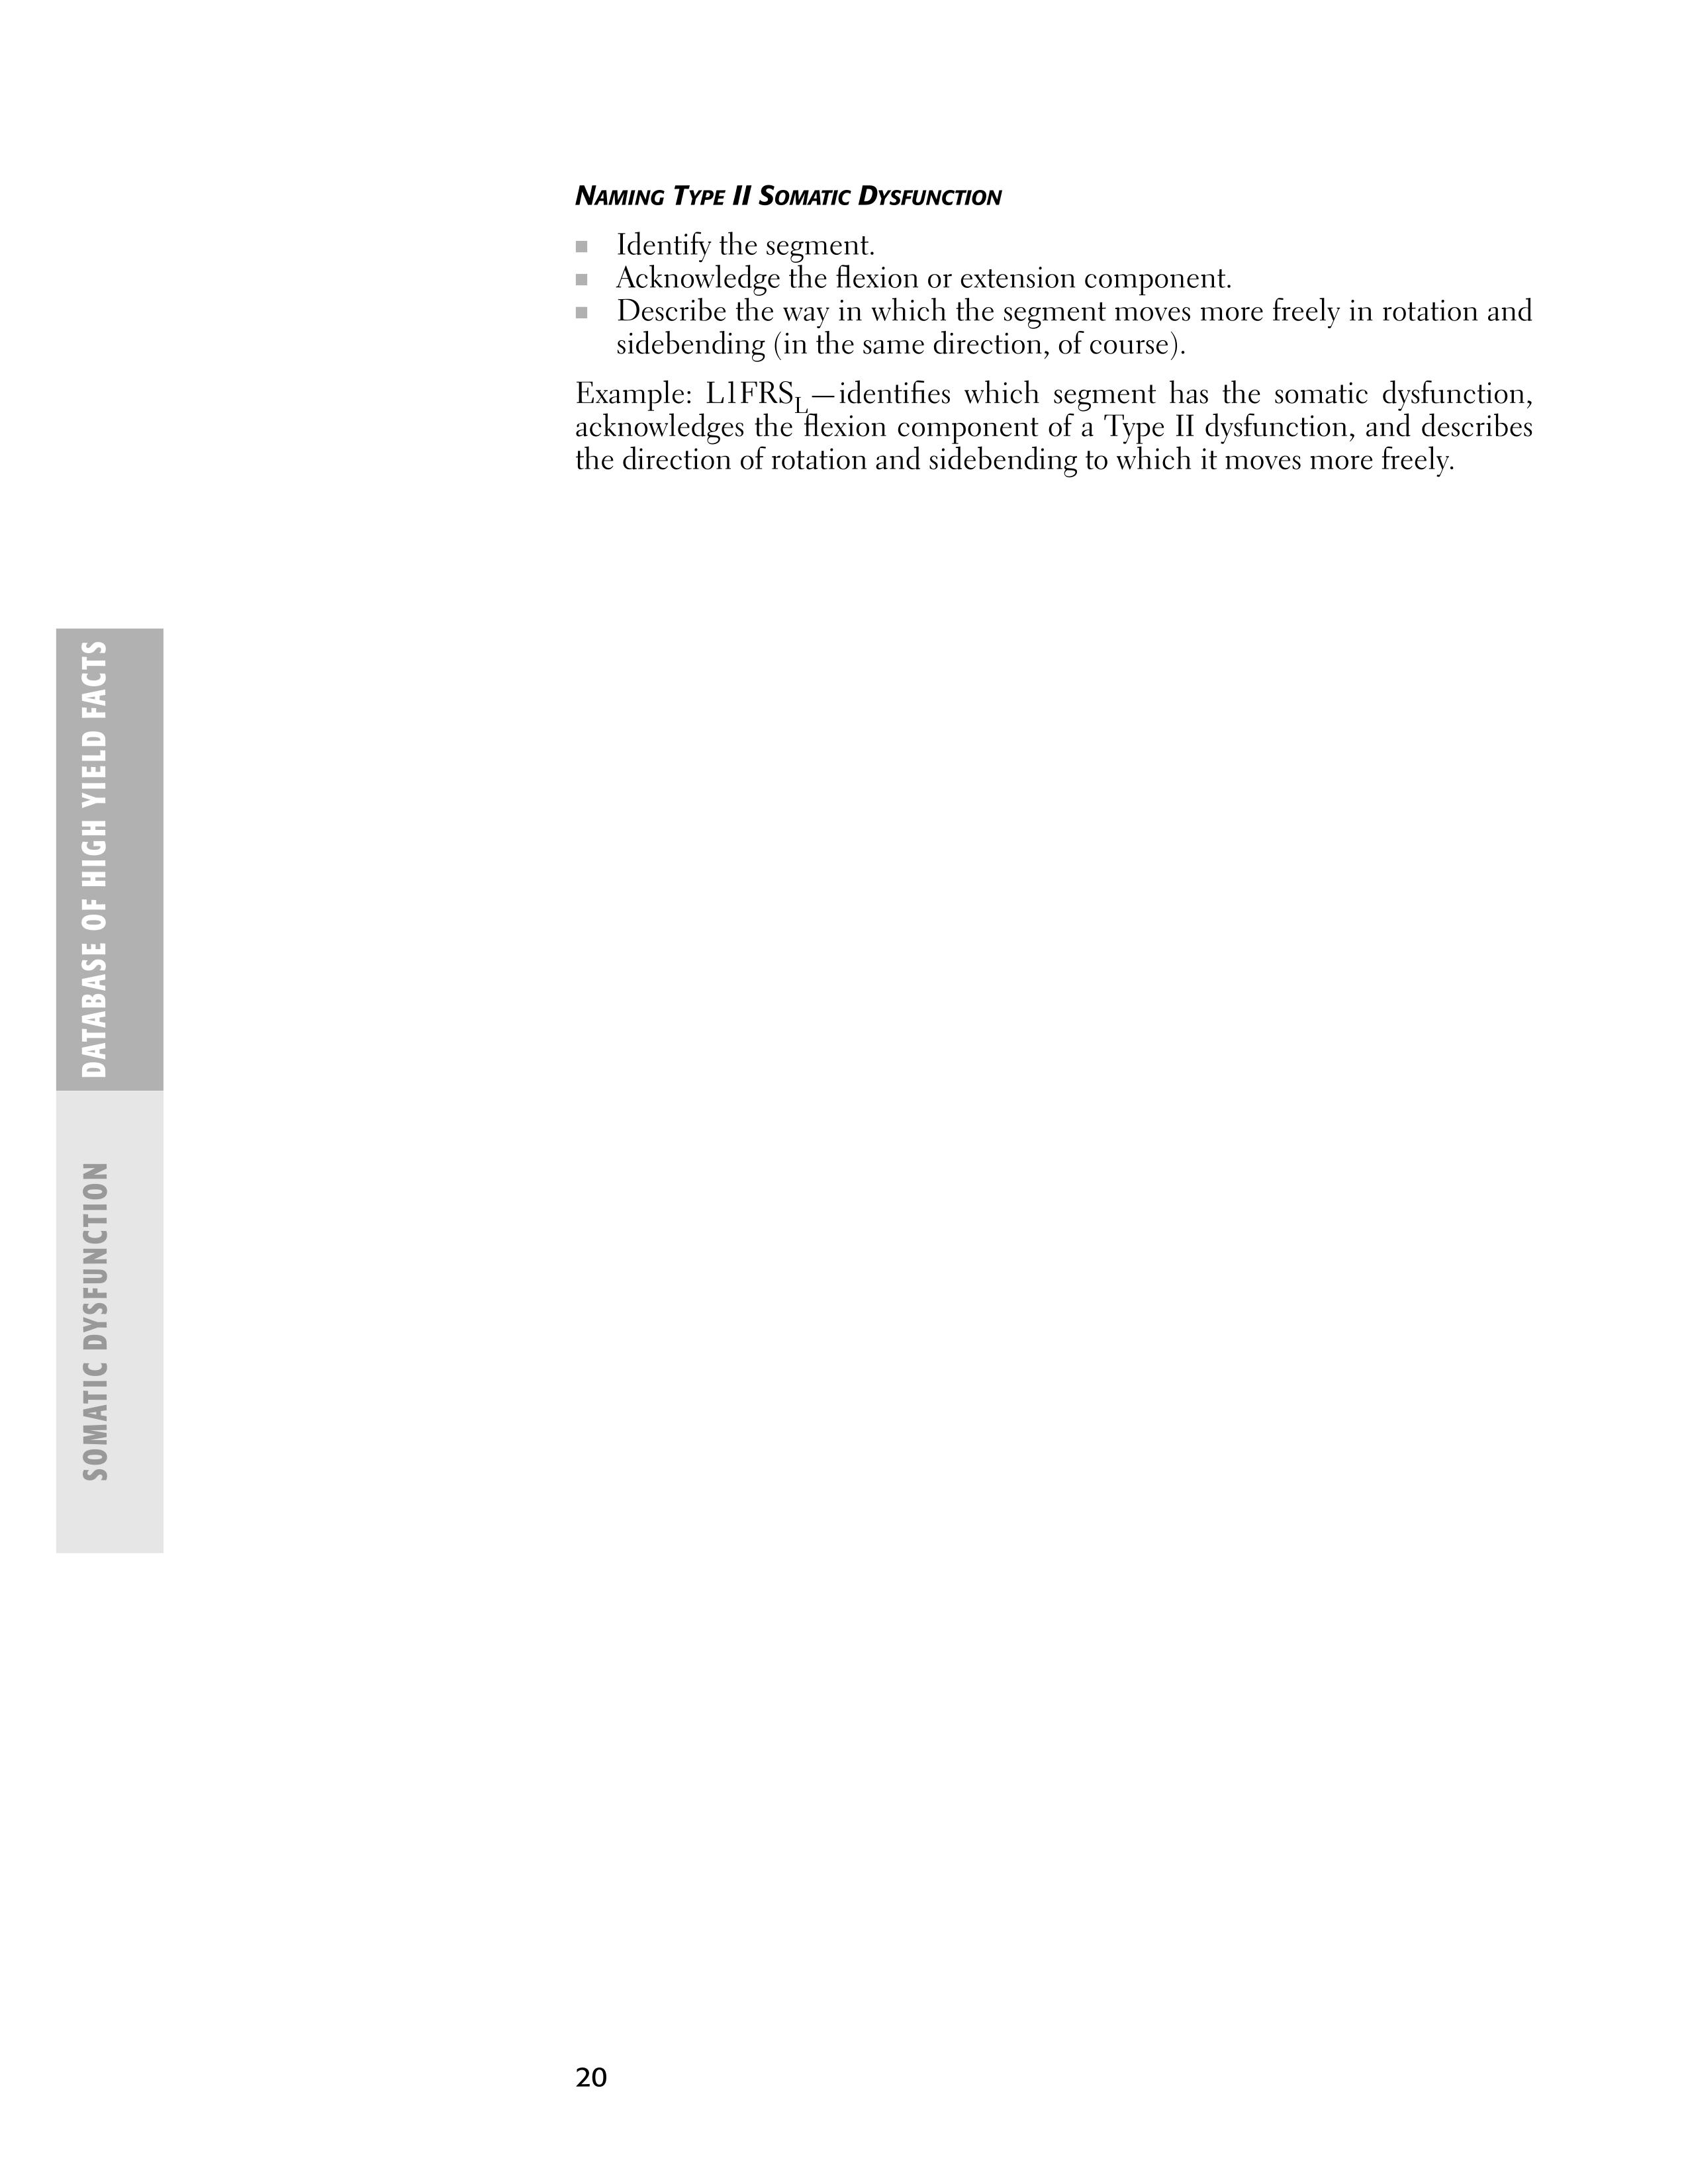 NAMING TYPE II SOMATIC DYSFUNCTION
■ Identify the segment.
■ Acknowledge the flexion or extension component.
■ Describe the way in which the segment moves more freely in rotation and
sidebending (in the same direction, of course).
Example: L1FRSL—identifies which segment has the somatic dysfunction,
acknowledges the flexion component of a Type II dysfunction, and describes
the direction of rotation and sidebending to which it moves more freely.
DATABASE OF HIGH YIELD FACTS
SOMATIC DYSFUNCTION
20